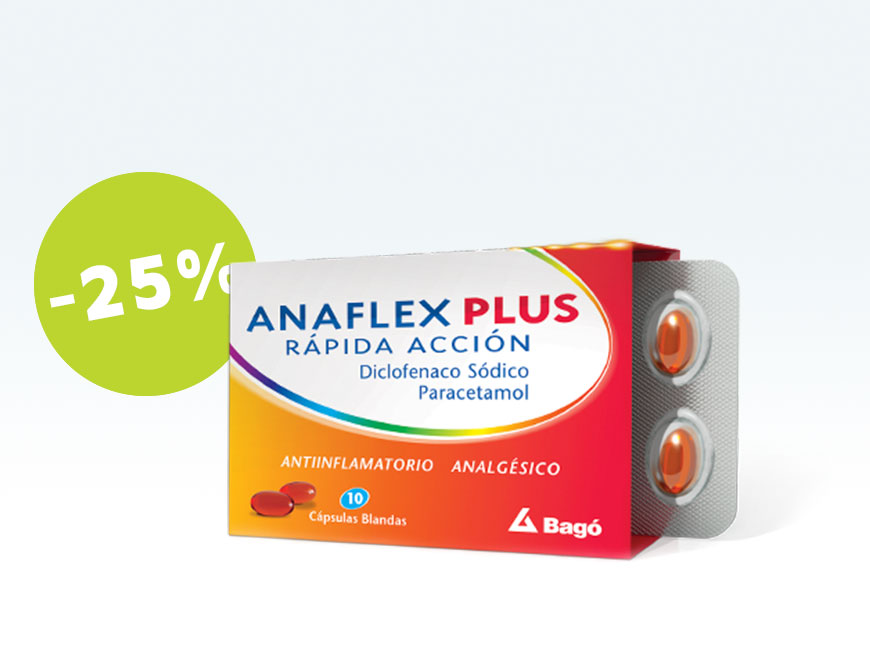 -25%
ANAFLEX PLUS
RÁPIDA ACCIÓN
Diclofenaco Sódico
Paracetamol
ANTIINFLAMATORIO ANALGÉSICO
10
Cápsulas Blandas
Bagó